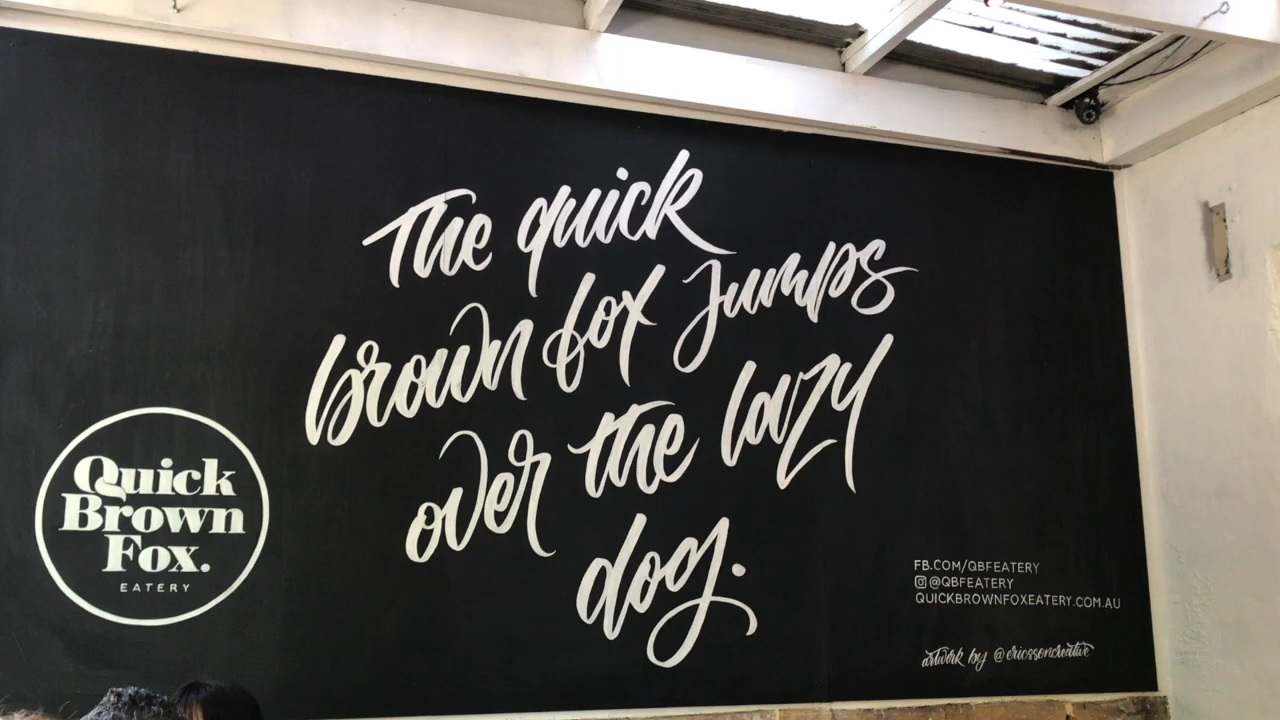 The quick
brown fox jumps
over the lazy
dog.
Quick
Brown
Fox.
EATERY
FB.COM/QBFEATERY
@QBFEATERY
QUICKBROWNFOXEATERY.COM.AU
artwork by @ericssoncreative